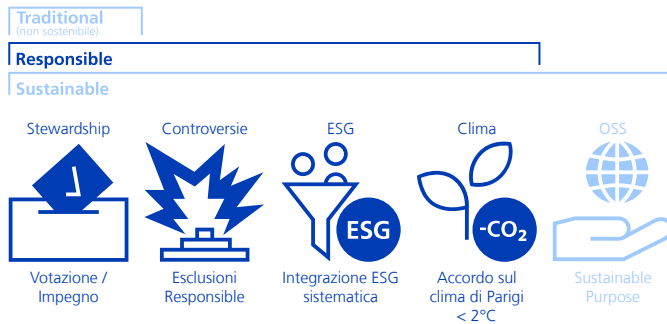 Traditional
(non sostenibile)
Responsible
Sustainable
Stewardship
Controversie
ESG
Clima
OSS
ESG
-CO₂
Votazione /
Impegno
Esclusioni
Responsible
Integrazione ESG
sistematica
Accordo sul
clima di Parigi
< 2°C
Sustainable
Purpose